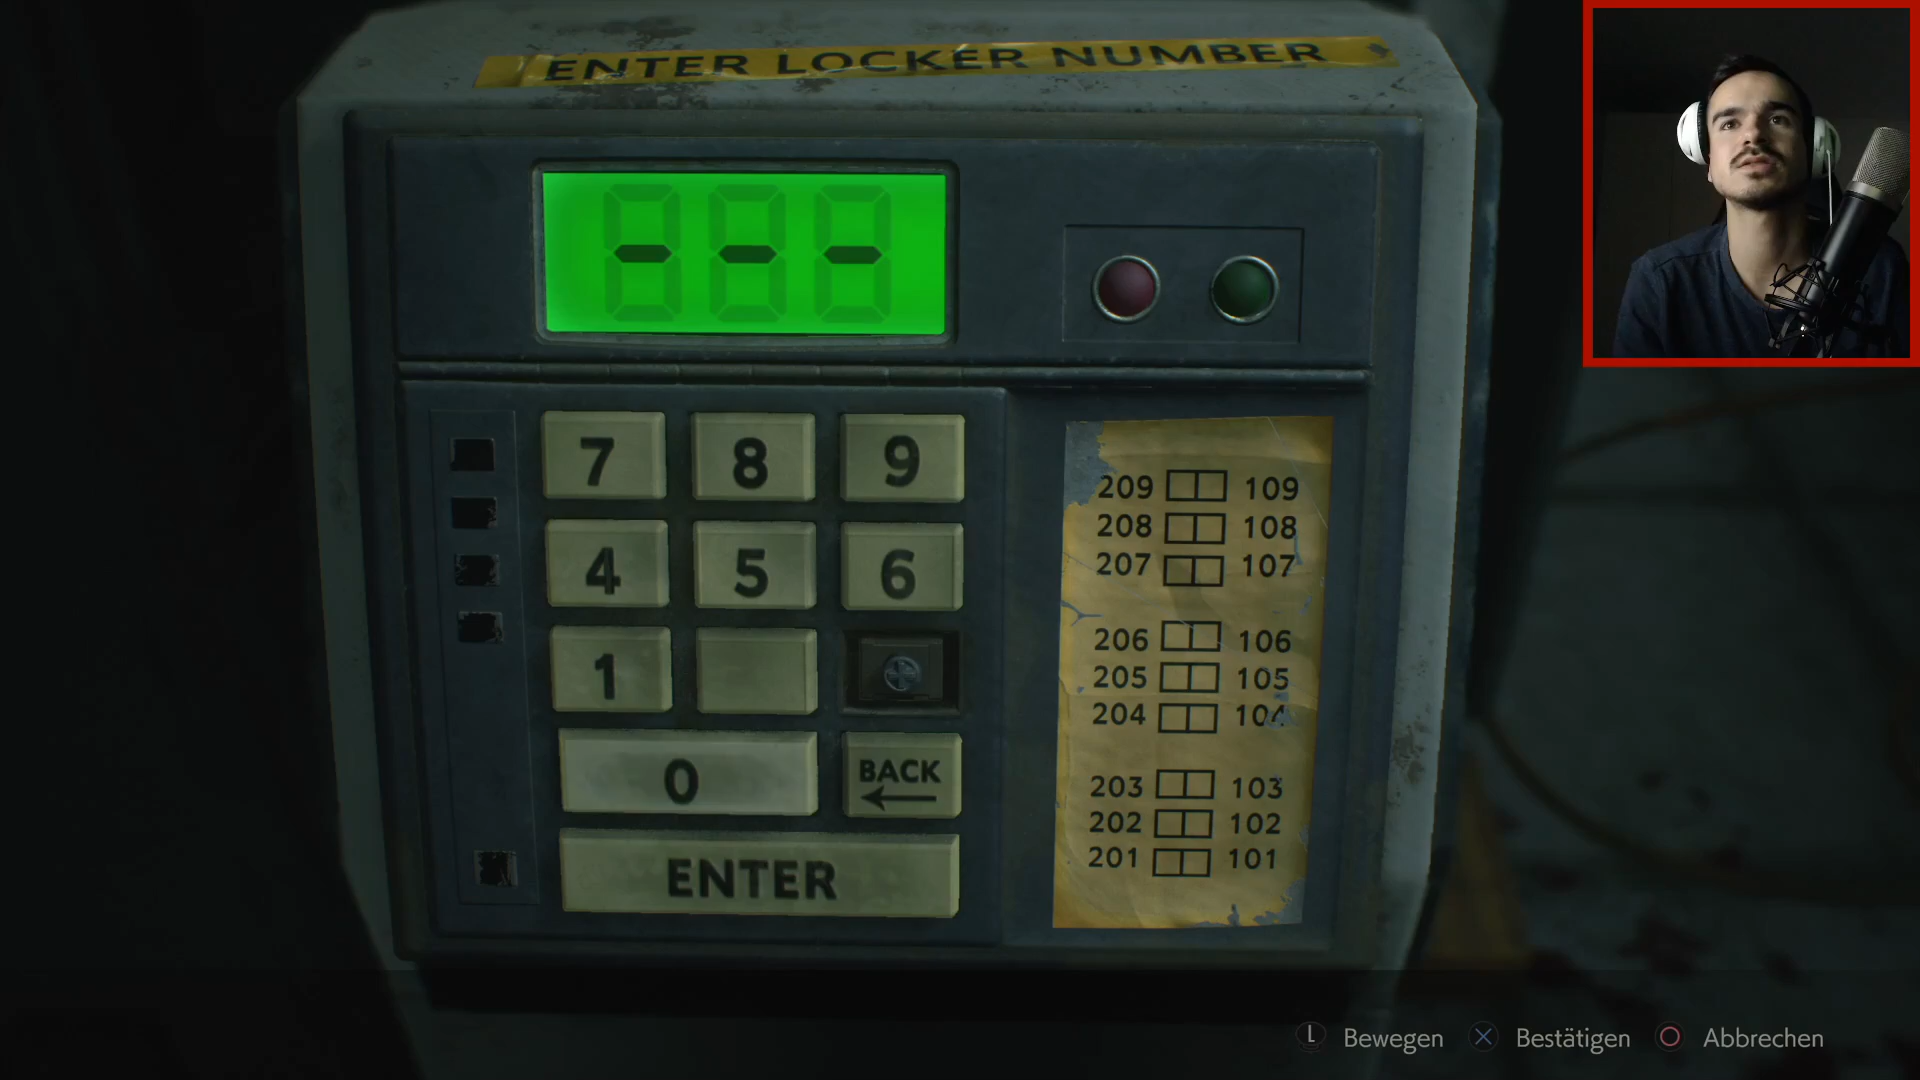 ENTER LOCKER NUMBER
7 8 9
4 5 6
1
0 BACK
ENTER
209 109
208 108
207 107
206 106
205 105
204 104
203 103
202 102
201 101
L Bewegen Bestätigen Abbrechen